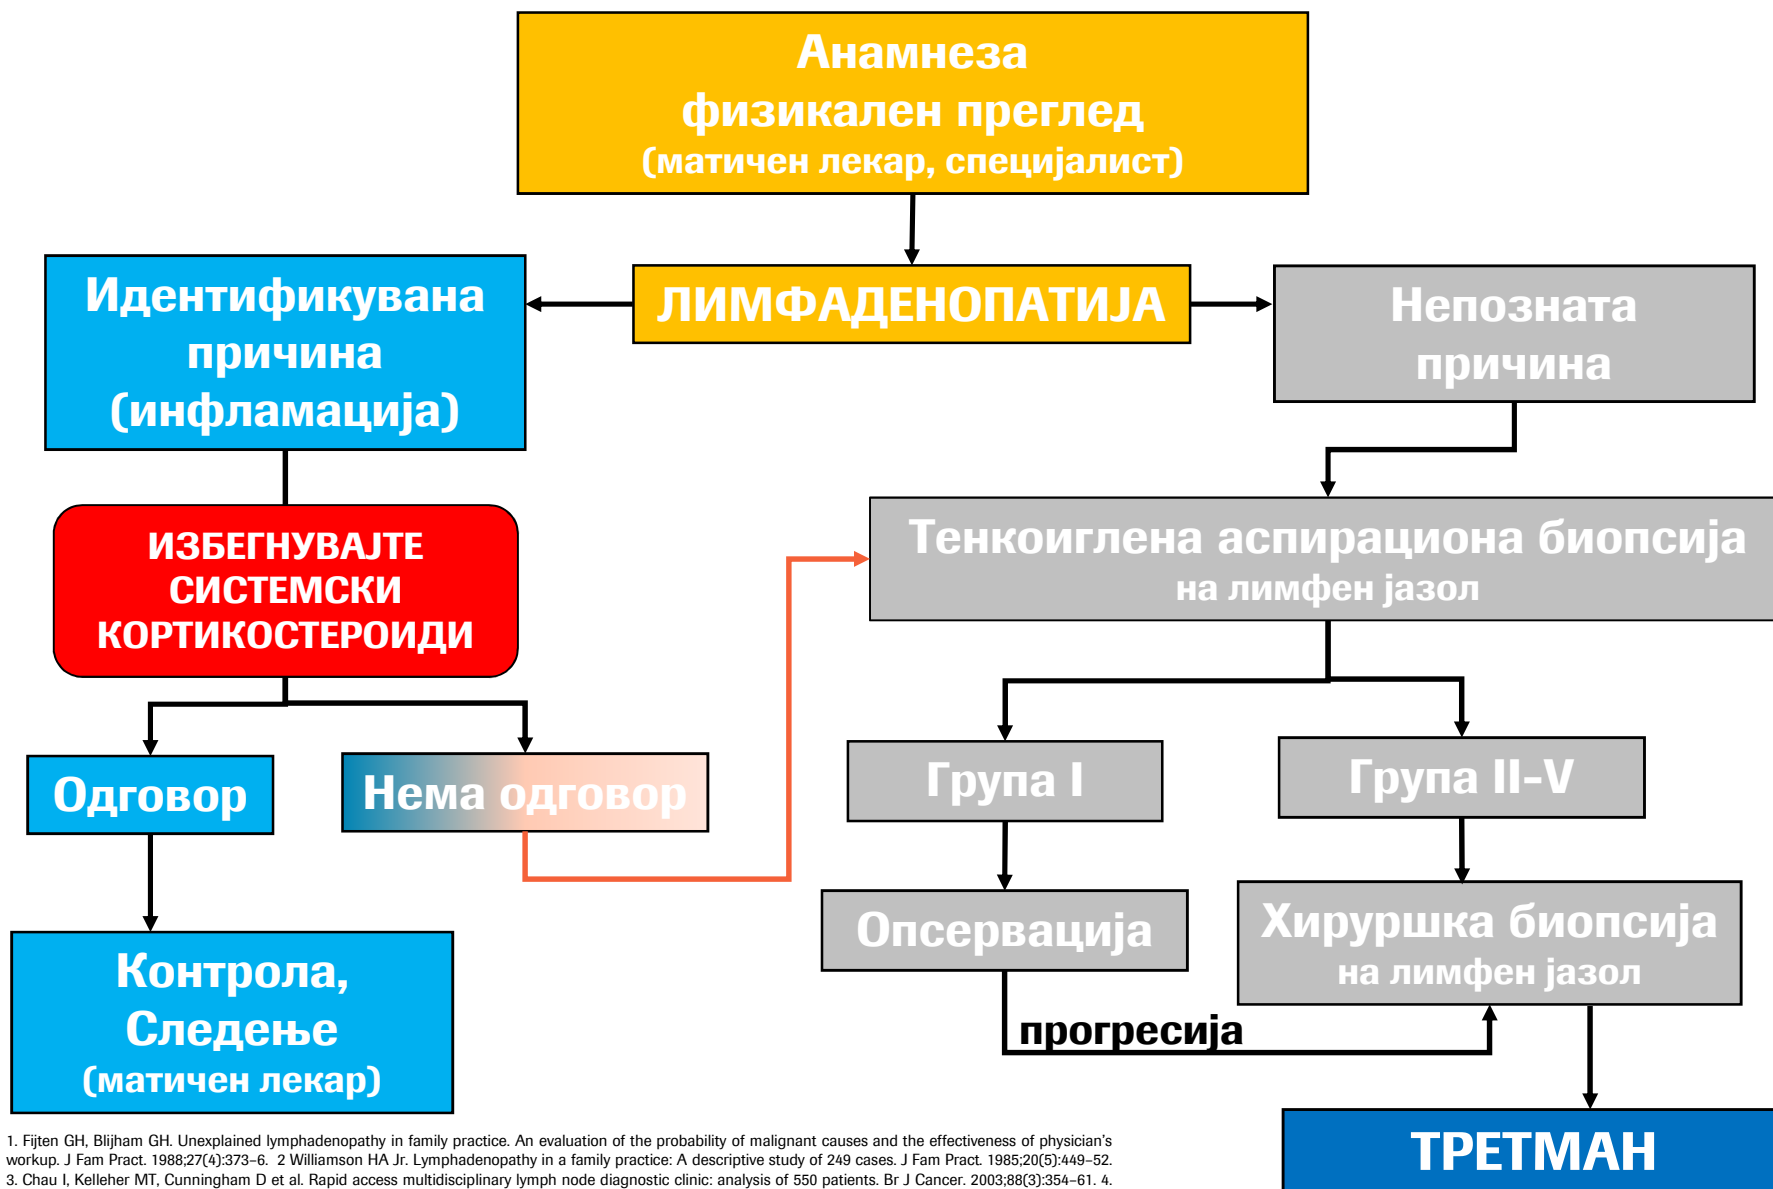 Анамнеза
физикален преглед
(матичен лекар, специјалист)
Идентификувана
причина
(инфламација)
ЛИМФАДЕНОПАТИЈА
Непозната
причина
ИЗБЕГНУВАЈТЕ
СИСТЕМСКИ
КОРТИКОСТЕРОИДИ
Тенкоиглена аспирациона биопсија
на лимфен јазол
Одговор
Нема одговор
Група I
Група II-V
Контрола,
Следење
(матичен лекар)
Опсервација
Хируршка биопсија
на лимфен јазол
прогресија
ТРЕТМАН
1. Fijten GH, Blijham GH. Unexplained lymphadenopathy in family practice. An evaluation of the probability of malignant causes and the effectiveness of physician's
workup. J Fam Pract. 1988;27(4):373–6. 2 Williamson HA Jr. Lymphadenopathy in a family practice: A descriptive study of 249 cases. J Fam Pract. 1985;20(5):449–52.
3. Chau I, Kelleher MT, Cunningham D et al. Rapid access multidisciplinary lymph node diagnostic clinic: analysis of 550 patients. Br J Cancer. 2003;88(3):354–61. 4.